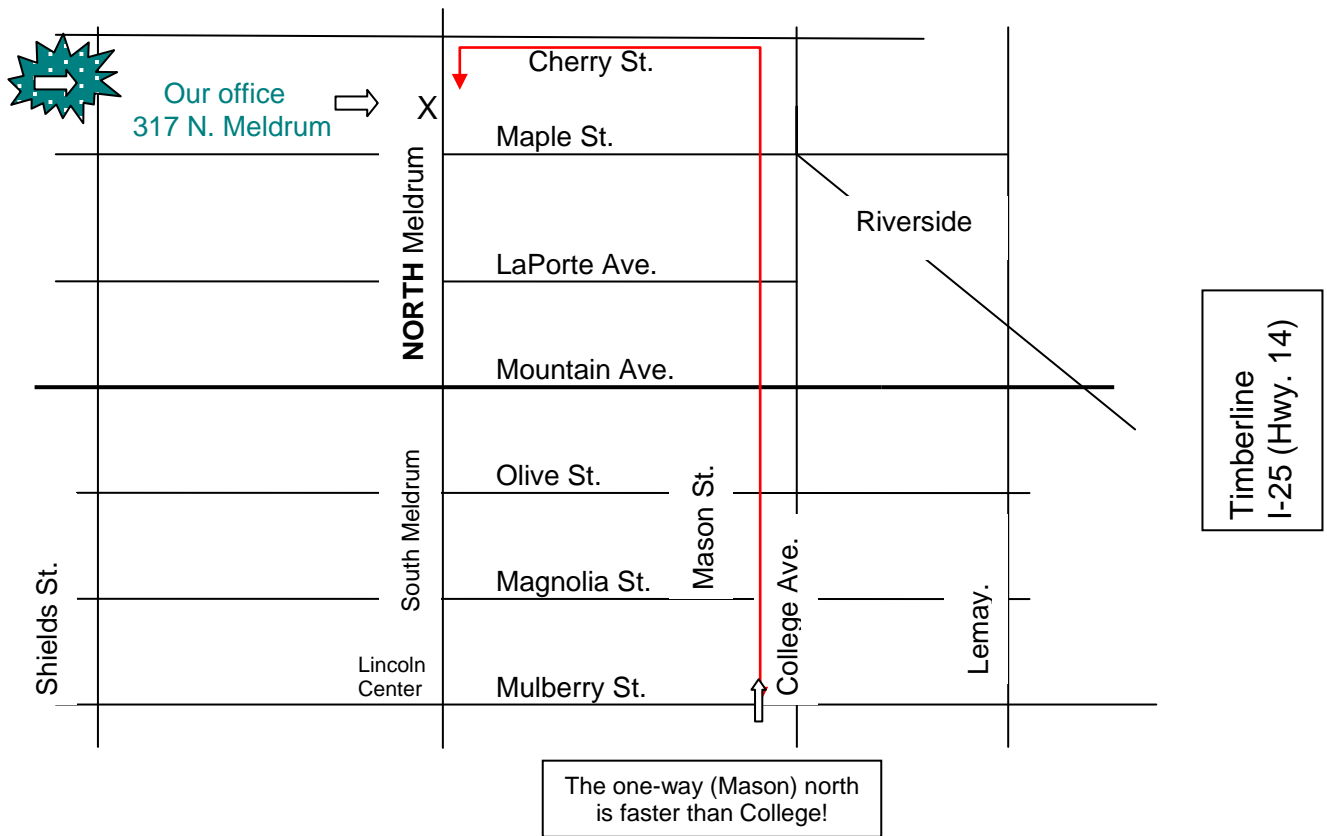 Cherry St.
Our office
317 N. Meldrum
X
Maple St.
NORTH Meldrum
Riverside
LaPorte Ave.
Mountain Ave.
Timberline
I-25 (Hwy. 14)
Olive St.
South Meldrum
Mason St.
College Ave.
Magnolia St.
Shields St.
Lemay.
Lincoln
Center
Mulberry St.
The one-way (Mason) north
is faster than College!